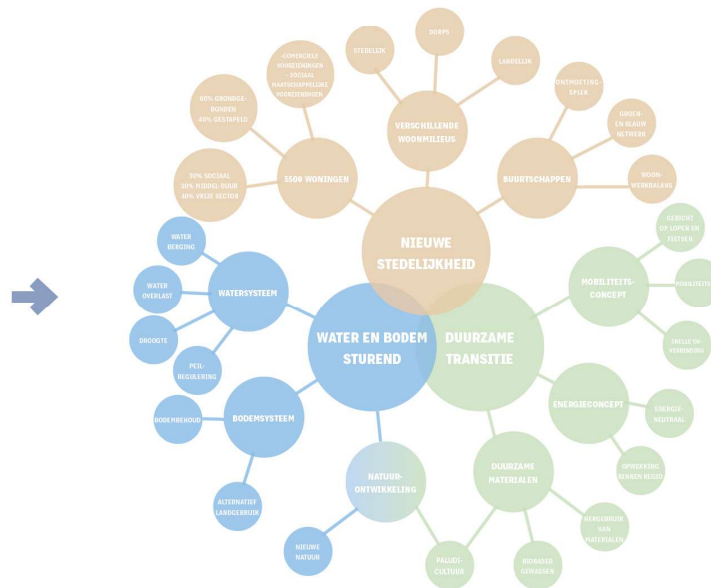 STEDELIJK
DORPS
LANDELIJK
-COMERCIELE
VOORZIENINGEN
- SOCIAAL
MAATSCHAPPELIJKE
VOORZIENINGEN
60% GRONDGE-
BONDEN
40% GESTAPELD
30% SOCIAAL
30% MIDDEL-DUUR
40% VRIJE SECTOR
5500 WONINGEN
VERSCHILLENDE
WOONMILIEUS
BUURTSCHAPPEN
ONTMOETING-
GROEN-
EN BLAUW
NETWERK
WOON-
WERKBALANS
NIEUWE
STEDELIJKHEID
WATER
BERGING
WATER
OVERLAST
DROOGTE
PEIL-
REGULERING
WATERSYSTEEM
WATER EN BODEM
STUREND
BODEMSYSTEEM
BODEMBEHOUD
ALTERNATIEF
LANDGEBRUIK
NATUUR-
ONTWIKKELING
NIEUWE
NATUUR
DUURZAME
TRANSITIE
MOBILITEITS-
CONCEPT
GERICHT
OP LOPEN EN
FIETSEN
MOBILITEITS
SNELLE OV
VERBINDING
ENERGIECONCEPT
ENERGIE-
NEUTRAAL
OPWEKKING
BINNEN REGIO
DUURZAME
MATERIALEN
HERGEBRUIK
VAN
MATERIALEN
BIOBASED
GEWASSEN
PALUDI-
CULTUUR